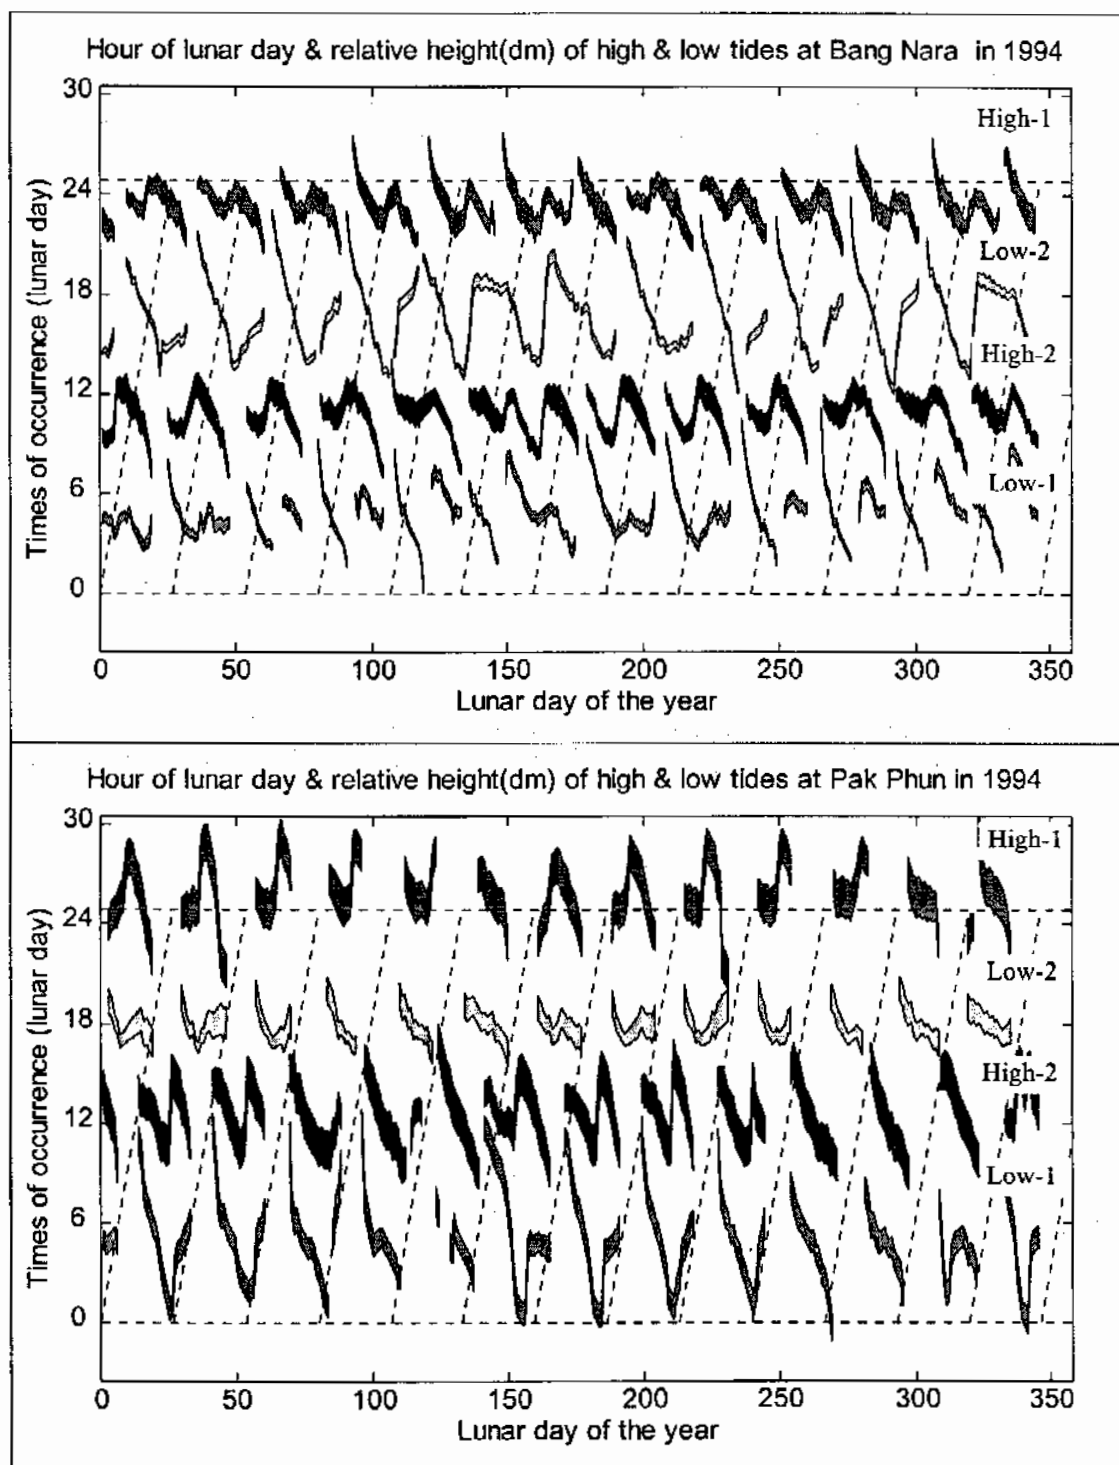 Hour of lunar day & relative height(dm) of high & low tides at Bang Nara in 1994
30
High-1
24
Low-2
18
High-2
12
Low-1
6
0
Times of occurrence (lunar day)
0 50 100 150 200 250 300 350
Lunar day of the year
Hour of lunar day & relative height(dm) of high & low tides at Pak Phun in 1994
30
High-1
24
Low-2
18
High-2
12
Low-1
6
0
Times of occurrence (lunar day)
0 50 100 150 200 250 300 350
Lunar day of the year